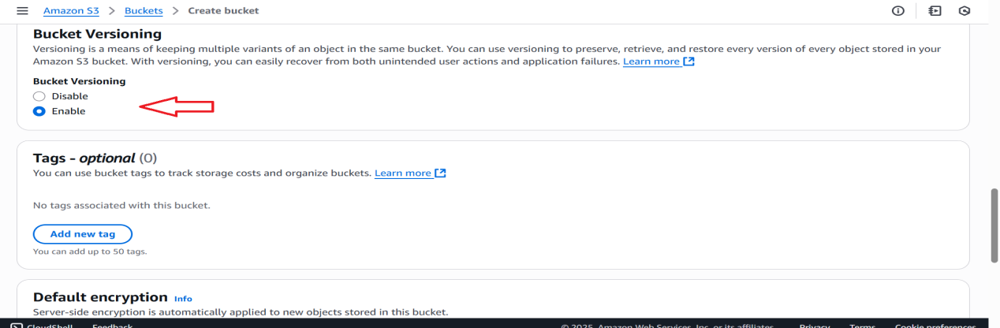 Amazon S3 > Buckets > Create bucket
Bucket Versioning
Versioning is a means of keeping multiple variants of an object in the same bucket. You can use versioning to preserve, retrieve, and restore every version of every object stored in your
Amazon S3 bucket. With versioning, you can easily recover from both unintended user actions and application failures. Learn more
Bucket Versioning
Disable
Enable
Tags - optional (0)
You can use bucket tags to track storage costs and organize buckets. Learn more
No tags associated with this bucket.
Add new tag
You can add up to 50 tags.
Default encryption Info
Server-side encryption is automatically applied to new objects stored in this bucket.
CloudShell Feedback © 2025, Amazon Web Services, Inc. or its affiliates. Privacy Terms Cookie preferences